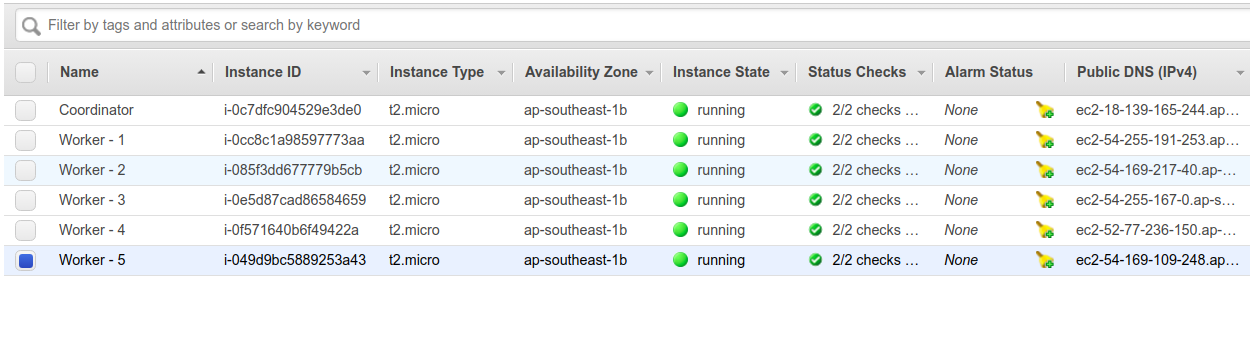 Filter by tags and attributes or search by keyword
Name Instance ID Instance Type Availability Zone Instance State Status Checks Alarm Status Public DNS (IPv4)
Coordinator i-0c7dfc904529e3de0 t2.micro ap-southeast-1b running 2/2 checks … None ec2-18-139-165-244.ap…
Worker - 1 i-0cc8c1a98597773aa t2.micro ap-southeast-1b running 2/2 checks … None ec2-54-255-191-253.ap…
Worker - 2 i-085f3dd677779b5cb t2.micro ap-southeast-1b running 2/2 checks … None ec2-54-169-217-40.ap-…
Worker - 3 i-0e5d87cad86584659 t2.micro ap-southeast-1b running 2/2 checks … None ec2-54-255-167-0.ap-s…
Worker - 4 i-0f571640b6f49422a t2.micro ap-southeast-1b running 2/2 checks … None ec2-52-77-236-150.ap-…
Worker - 5 i-049d9bc5889253a43 t2.micro ap-southeast-1b running 2/2 checks … None ec2-54-169-109-248.ap…